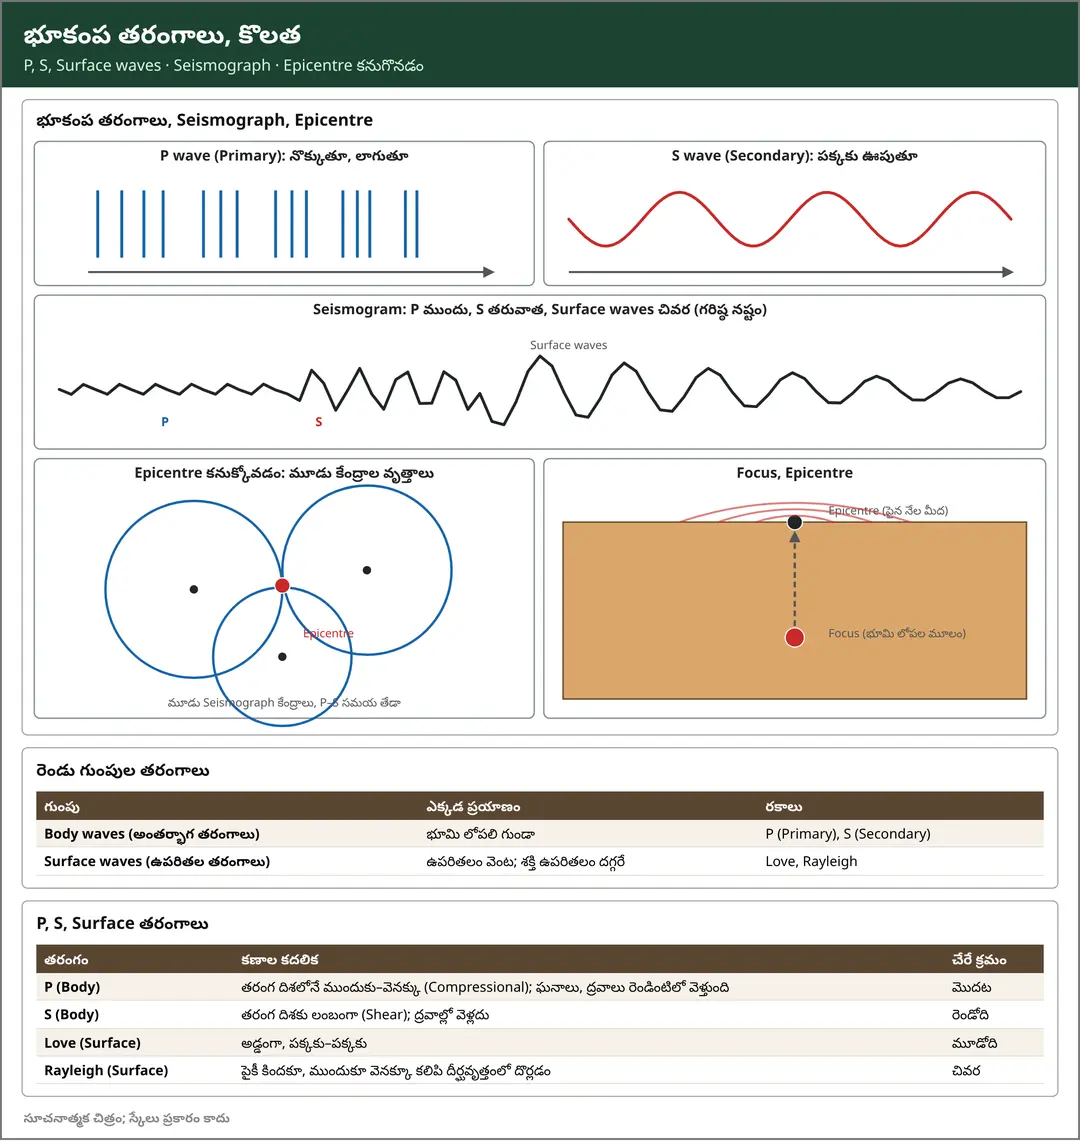 భూకంప తరంగాలు, కొలత
P, S, Surface waves · Seismograph · Epicentre కనుగొనడం
భూకంప తరంగాలు, Seismograph, Epicentre
P wave (Primary): నొక్కుతూ, లాగుతూ
S wave (Secondary): పక్కకు ఊపుతూ
Seismogram: P ముందు, S తరువాత, Surface waves చివర (గరిష్ఠ నష్టం)
Surface waves
P
S
Epicentre కనుక్కోవడం: మూడు కేంద్రాల వృత్తాలు
Epicentre
మూడు Seismograph కేంద్రాలు, P–S సమయ తేడా
Focus, Epicentre
Epicentre (పైన నేల మీద)
Focus (భూమి లోపల మూలం)
రెండు గుంపుల తరంగాలు
గుంపు ఎక్కడ ప్రయాణం రకాలు
Body waves (అంతర్భాగ తరంగాలు) భూమి లోపలి గుండా P (Primary), S (Secondary)
Surface waves (ఉపరితల తరంగాలు) ఉపరితలం వెంట; శక్తి ఉపరితలం దగ్గరే Love, Rayleigh
P, S, Surface తరంగాలు
తరంగం కణాల కదలిక చేరే క్రమం
P (Body) తరంగ దిశలోనే ముందుకు–వెనక్కు (Compressional); ఘనాలు, ద్రవాలు రెండింటిలో వెళ్తుంది మొదట
S (Body) తరంగ దిశకు లంబంగా (Shear); ద్రవాల్లో వెళ్లదు రెండోది
Love (Surface) అడ్డంగా, పక్కకు–పక్కకు మూడోది
Rayleigh (Surface) పైకీ కిందకూ, ముందుకూ వెనక్కూ కలిపి దీర్ఘవృత్తంలో దొర్లడం చివర
సూచనాత్మక చిత్రం; స్కేలు ప్రకారం కాదు